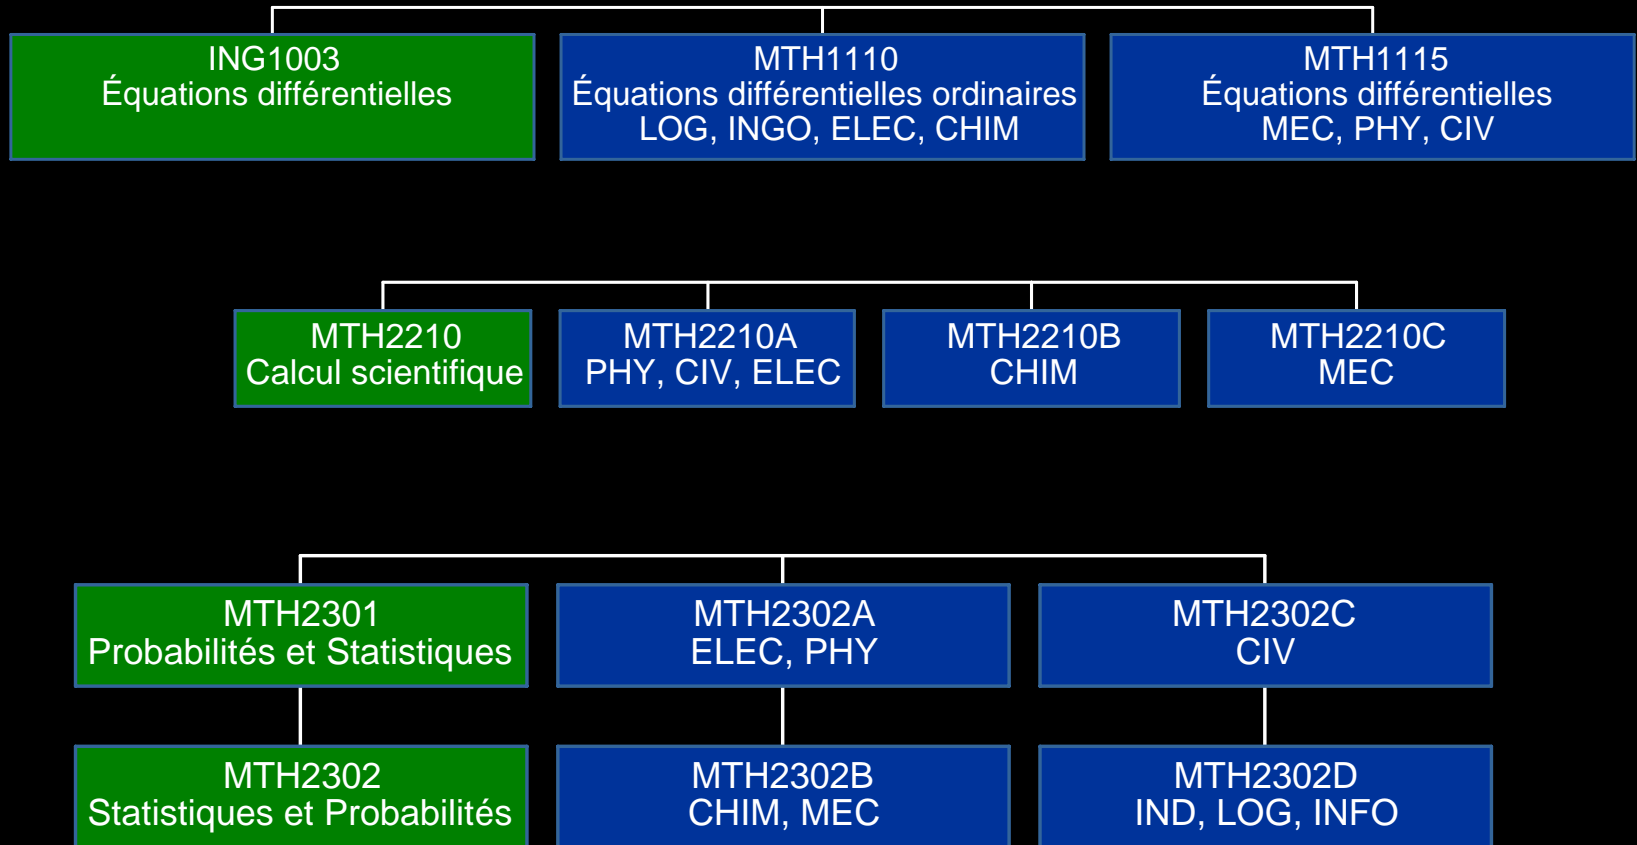 ING1003
Équations différentielles
MTH1110
Équations différentielles ordinaires
LOG, INGO, ELEC, CHIM
MTH1115
Équations différentielles
MEC, PHY, CIV
MTH2210
Calcul scientifique
MTH2210A
PHY, CIV, ELEC
MTH2210B
CHIM
MTH2210C
MEC
MTH2301
Probabilités et Statistiques
MTH2302A
ELEC, PHY
MTH2302C
CIV
MTH2302
Statistiques et Probabilités
MTH2302B
CHIM, MEC
MTH2302D
IND, LOG, INFO